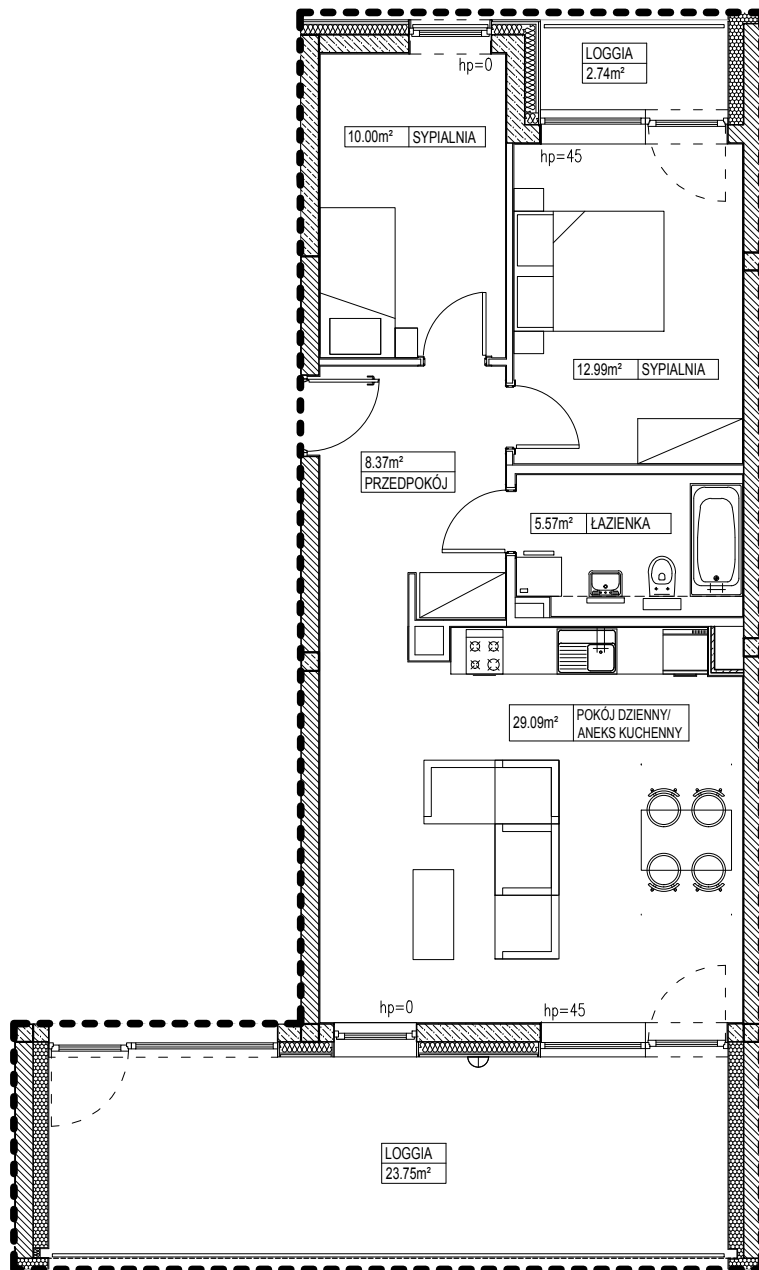 LOGGIA
2.74m²
hp=0
10.00m² SYPIALNIA
hp=45
12.99m² SYPIALNIA
8.37m²
PRZEDPOKÓJ
5.57m² ŁAZIENKA
29.09m² POKÓJ DZIENNY/
ANEKS KUCHENNY
hp=0
hp=45
LOGGIA
23.75m²